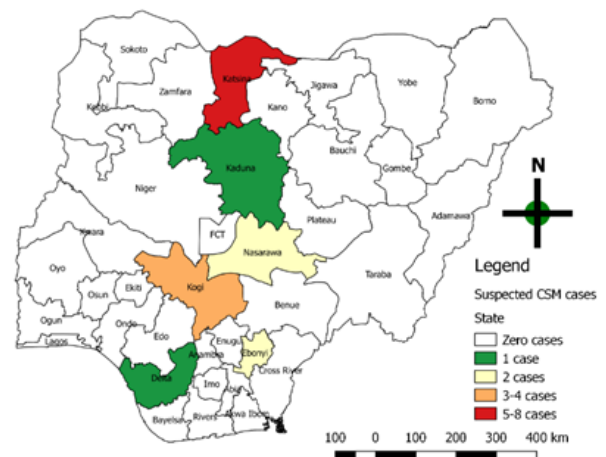 Sokoto
Katsina
Zamfara
Kebbi
Kano
Jigawa
Yobe
Borno
Kaduna
Bauchi
Gombe
Niger
Adamawa
Plateau
FCT
Kwara
Nasarawa
Taraba
Oyo
Kogi
Ekiti
Osun
Benue
Ogun
Ondo
Edo
Lagos
Enugu
Anambra
Ebonyi
Cross River
Delta
Imo
Abia
Bayelsa
Rivers
Akwa Ibom
N
Legend
Suspected CSM cases
State
Zero cases
1 case
2 cases
3-4 cases
5-8 cases
100 0 100 200 300 400 km